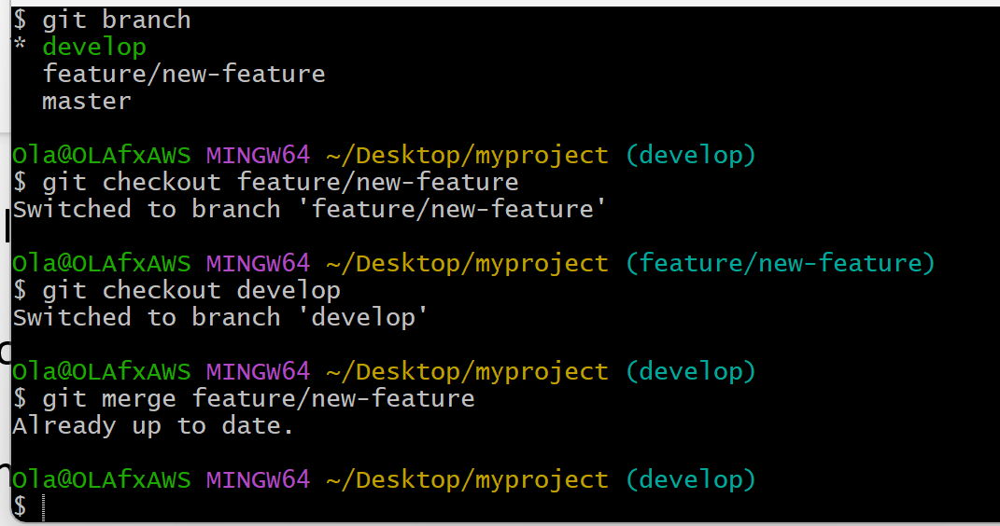 $ git branch
* develop
  feature/new-feature
  master
Ola@OLAfxAWS MINGW64 ~/Desktop/myproject (develop)
$ git checkout feature/new-feature
Switched to branch 'feature/new-feature'
Ola@OLAfxAWS MINGW64 ~/Desktop/myproject (feature/new-feature)
$ git checkout develop
Switched to branch 'develop'
Ola@OLAfxAWS MINGW64 ~/Desktop/myproject (develop)
$ git merge feature/new-feature
Already up to date.
Ola@OLAfxAWS MINGW64 ~/Desktop/myproject (develop)
$